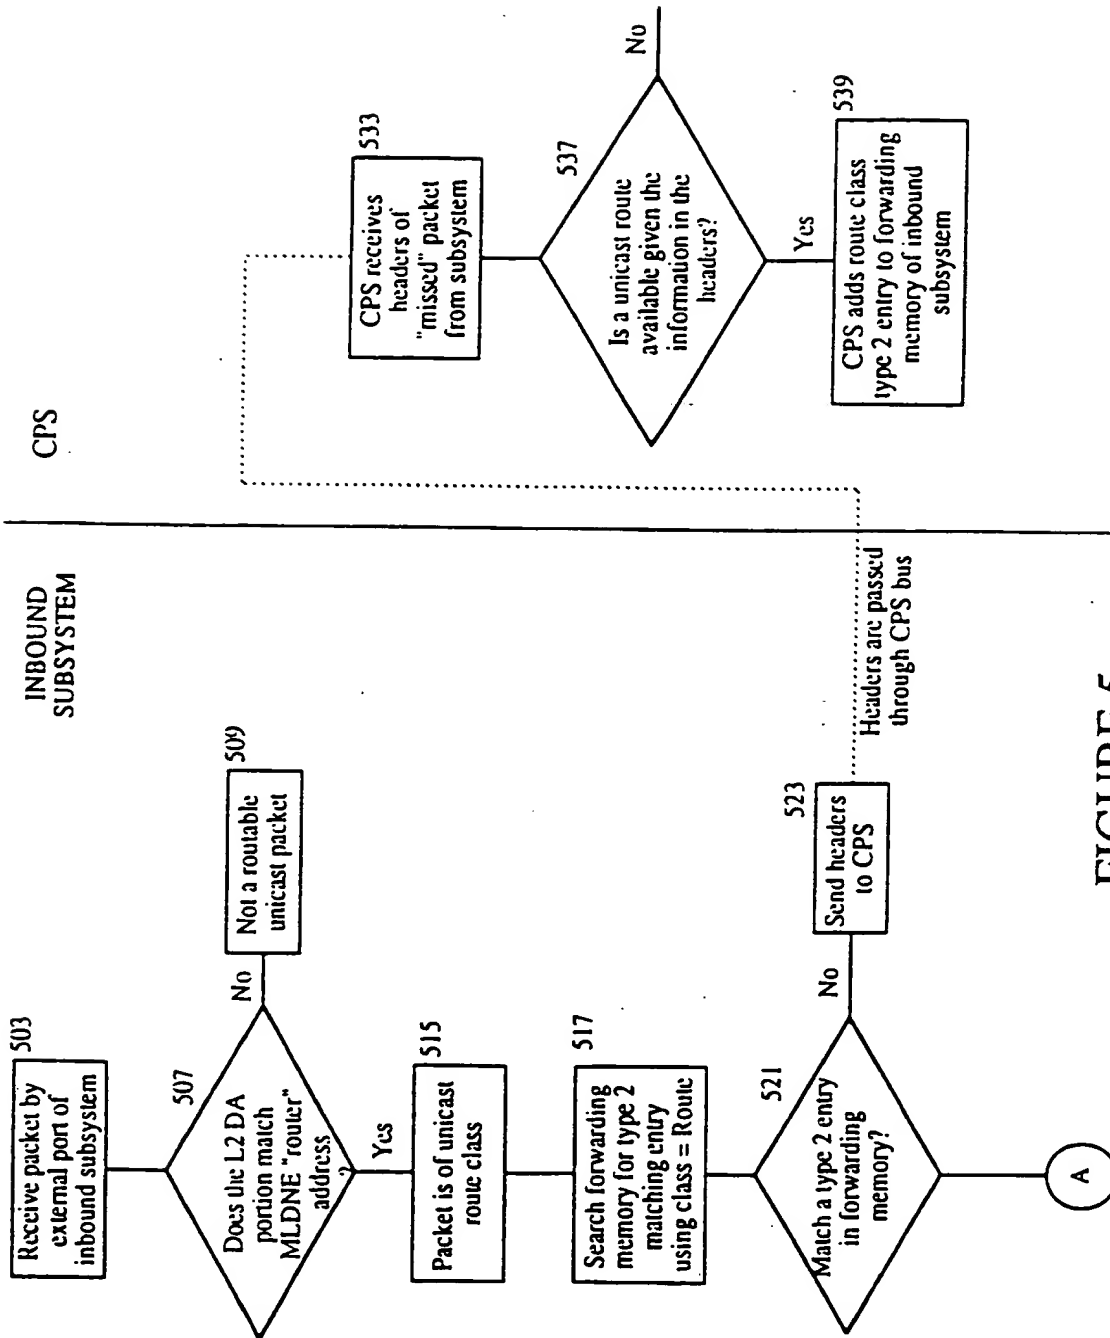 INBOUND
SUBSYSTEM
CPS
503
Receive packet by
external port of
inbound subsystem
507
Does the L2 DA
portion match
MLDNE "router"
address
?
No
509
Not a routable
unicast packet
Yes
515
Packet is of unicast
route class
517
Search forwarding
memory for type 2
matching entry
using class = Route
521
Match a type 2 entry
in forwarding
memory?
No
523
Send headers
to CPS
A
Headers are passed
through CPS bus
533
CPS receives
headers of
"missed" packet
from subsystem
537
Is a unicast route
available given the
information in the
headers?
No
Yes
539
CPS adds route class
type 2 entry to forwarding
memory of inbound
subsystem
FIGURE 5